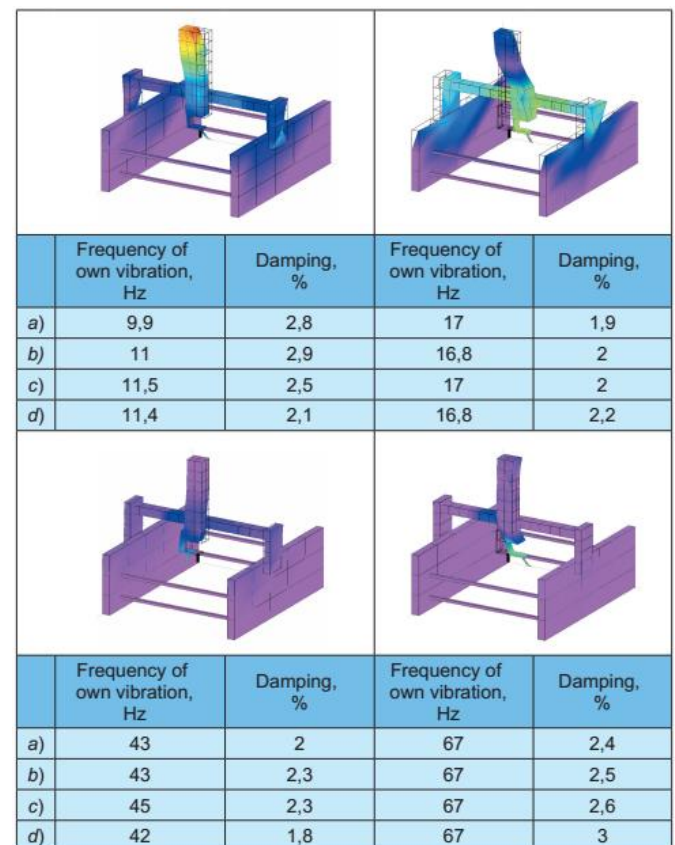 Frequency of own vibration, Hz Damping, % Frequency of own vibration, Hz Damping, %
a) 9,9 2,8 17 1,9
b) 11 2,9 16,8 2
c) 11,5 2,5 17 2
d) 11,4 2,1 16,8 2,2
Frequency of own vibration, Hz Damping, % Frequency of own vibration, Hz Damping, %
a) 43 2 67 2,4
b) 43 2,3 67 2,5
c) 45 2,3 67 2,6
d) 42 1,8 67 3